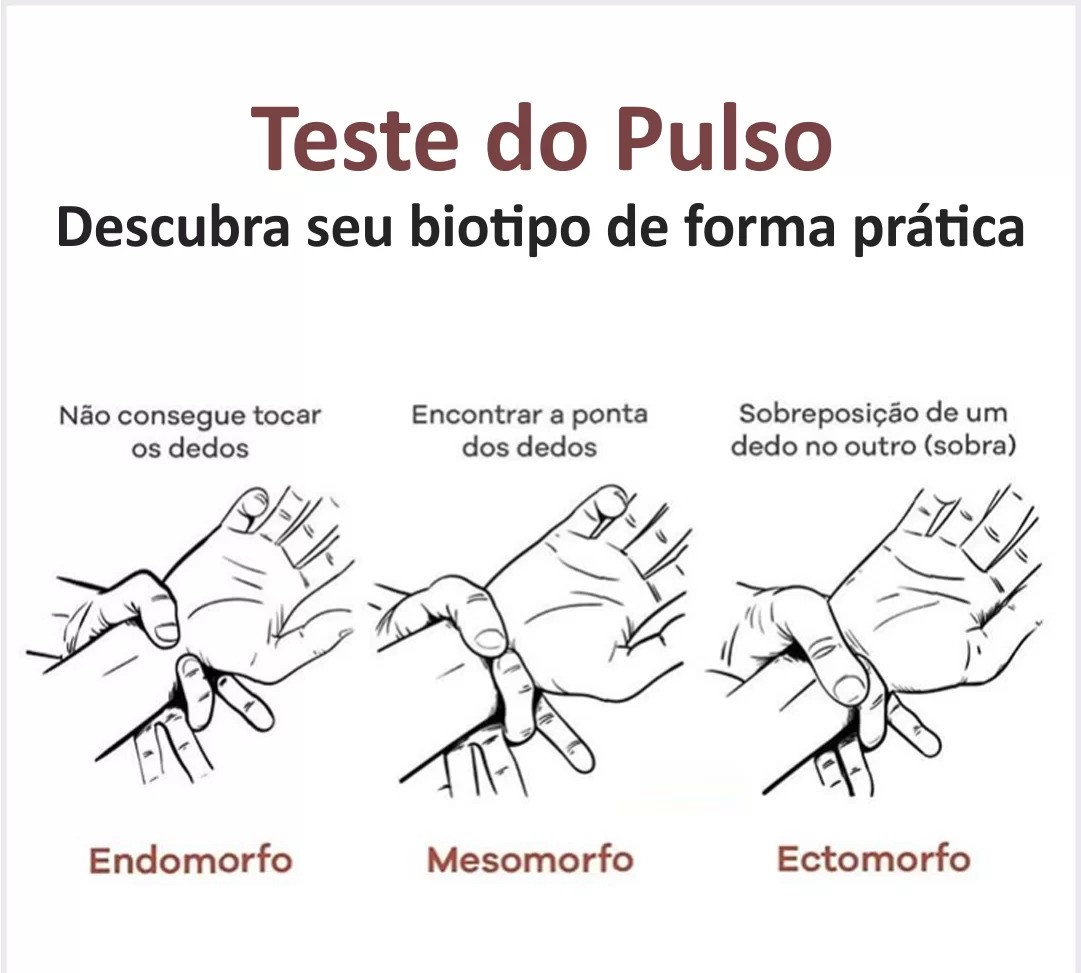 Teste do Pulso
Descubra seu biotipo de forma prática
Não consegue tocar
os dedos
Encontrar a ponta
dos dedos
Sobreposição de um
dedo no outro (sobra)
Endomorfo
Mesomorfo
Ectomorfo